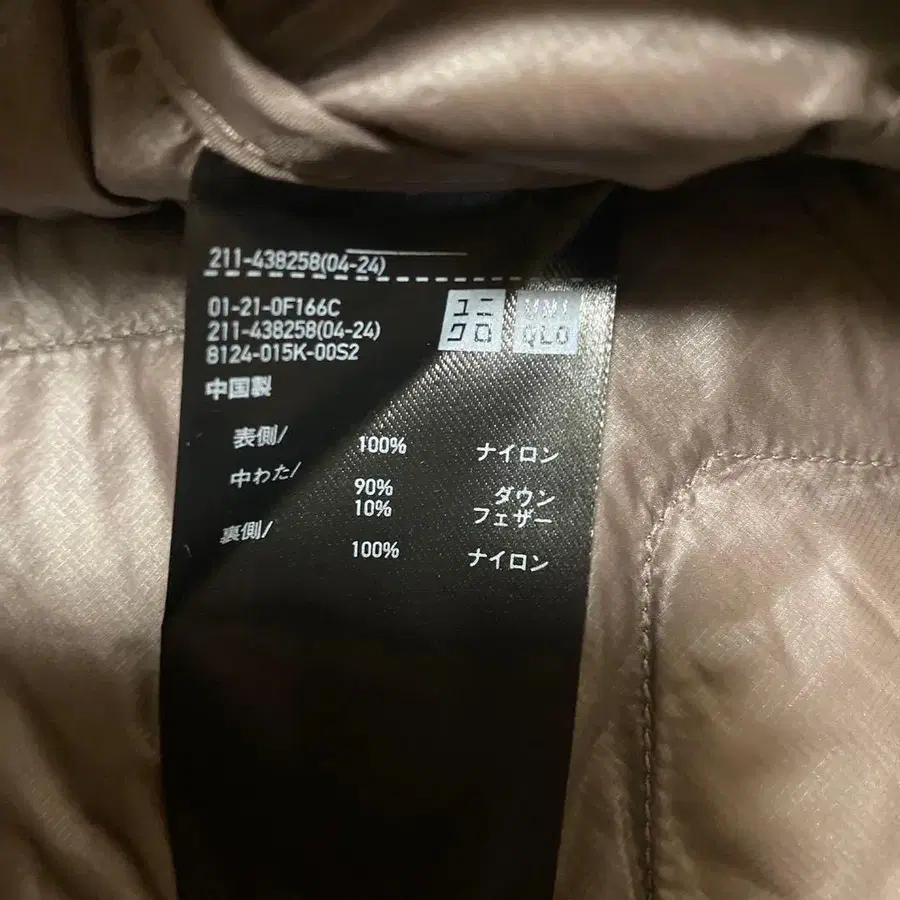 211-438258(04-24)
01-21-0F166C
211-438258(04-24)
8124-015K-00S2
ユニ
クロ
UNI
QLO
中国製
表側/ 100% ナイロン
中わた/ 90% ダウン
10% フェザー
裏側/ 100% ナイロン